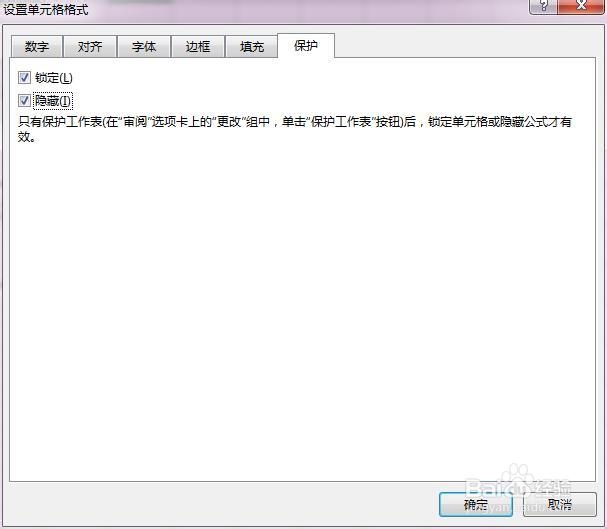 设置单元格格式
?
数字 对齐 字体 边框 填充 保护
锁定(L)
隐藏(I)
只有保护工作表(在“审阅”选项卡上的“更改”组中，单击“保护工作表”按钮)后，锁定单元格或隐藏公式才有
效。
确定 取消
Baidu经验
jingyan.baidu.com